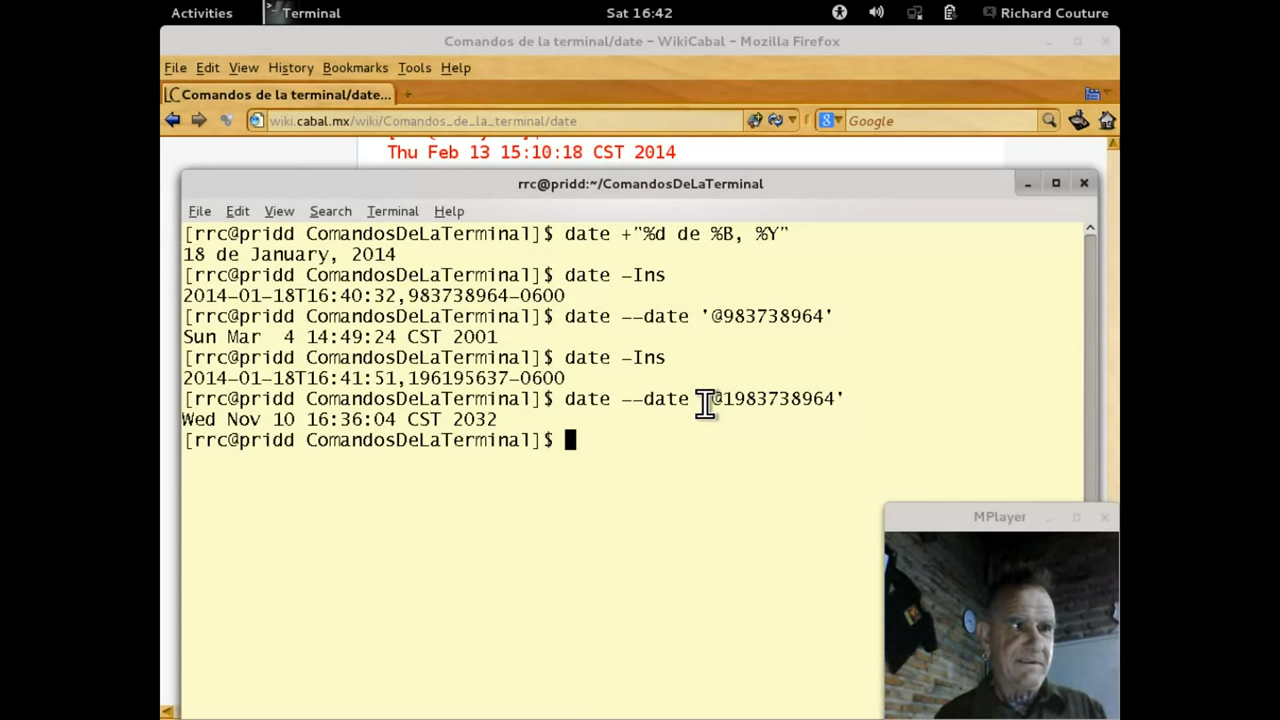 Activities Terminal Sat 16:42 Richard Couture
Comandos de la terminal/date - WikiCabal - Mozilla Firefox
File Edit View History Bookmarks Tools Help
Comandos de la terminal/date...
wiki.cabal.mx/wiki/Comandos_de_la_terminal/date Google
Thu Feb 13 15:10:18 CST 2014
rrc@pridd:~/ComandosDeLaTerminal
File Edit View Search Terminal Help
[rrc@pridd ComandosDeLaTerminal]$ date +"%d de %B, %Y"
18 de January, 2014
[rrc@pridd ComandosDeLaTerminal]$ date -Ins
2014-01-18T16:40:32,983738964-0600
[rrc@pridd ComandosDeLaTerminal]$ date --date '@983738964'
Sun Mar  4 14:49:24 CST 2001
[rrc@pridd ComandosDeLaTerminal]$ date -Ins
2014-01-18T16:41:51,196195637-0600
[rrc@pridd ComandosDeLaTerminal]$ date --date '@1983738964'
Wed Nov 10 16:36:04 CST 2032
[rrc@pridd ComandosDeLaTerminal]$
MPlayer